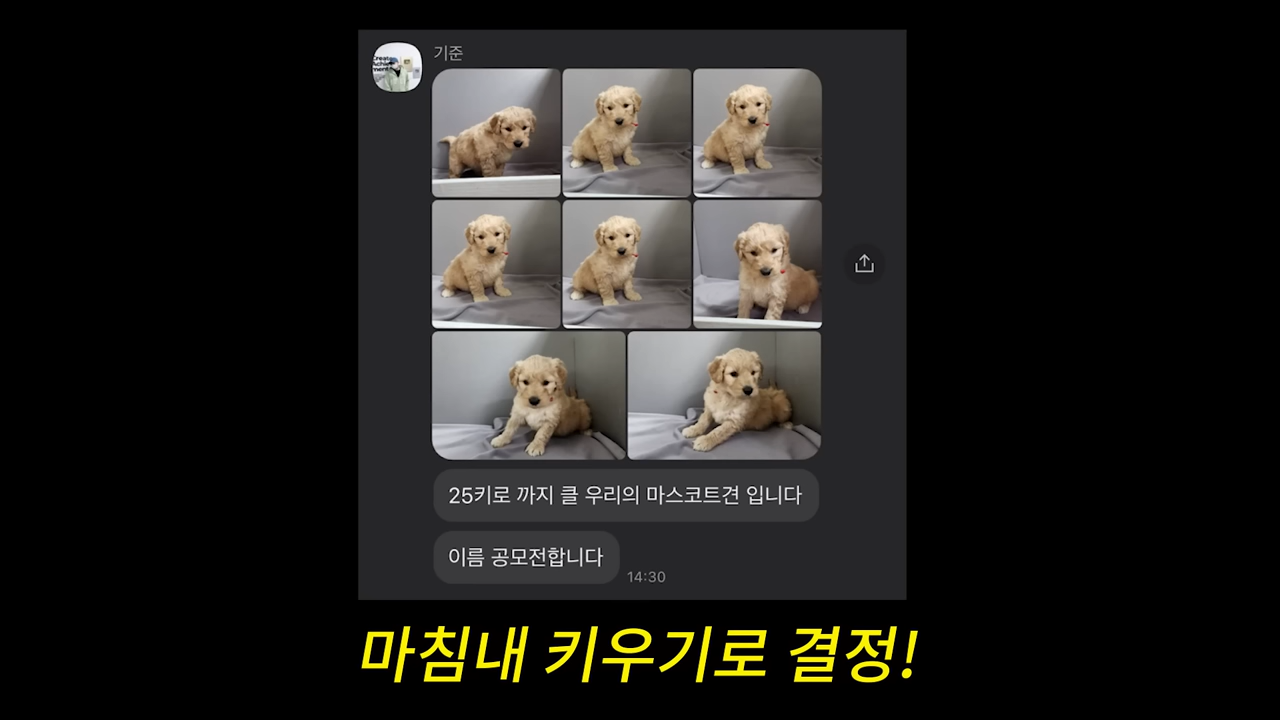 기준
25키로 까지 클 우리의 마스코트견 입니다
이름 공모전합니다
14:30
마침내 키우기로 결정!